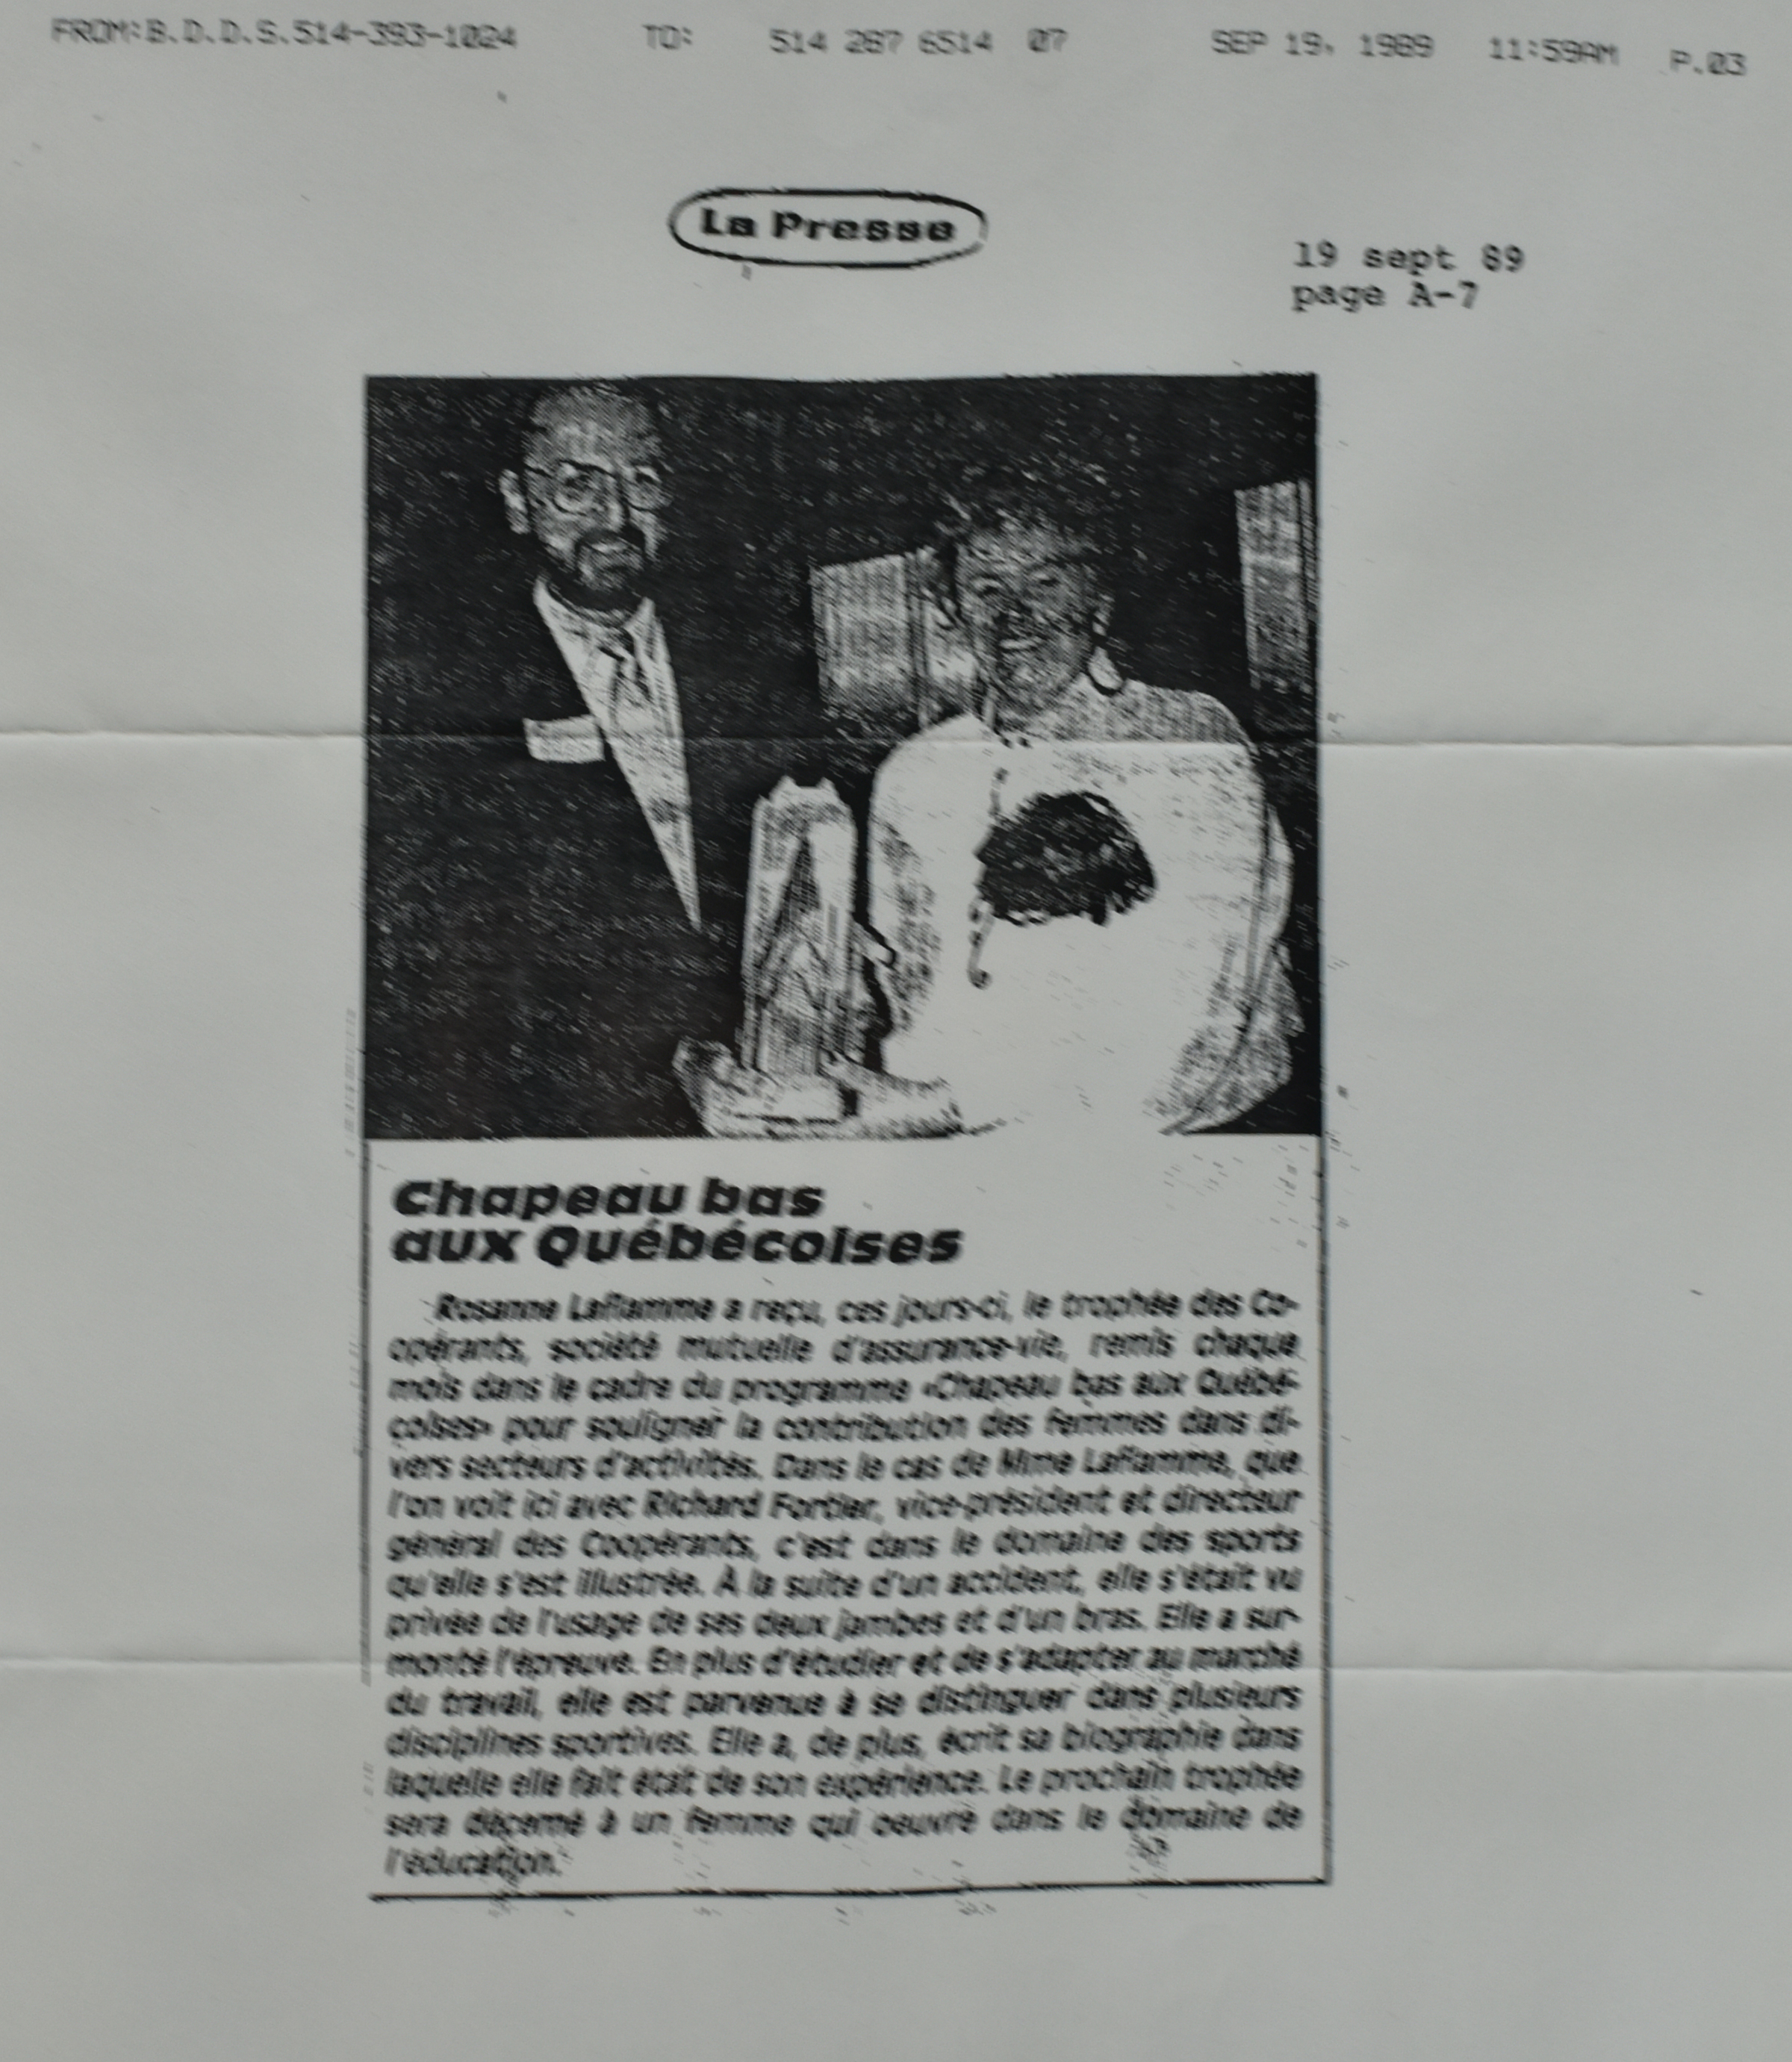 FROM:B.D.D.S.514-393-1024 TO: 514 287 6514 07 SEP 19, 1989 11:59AM P.03
La Presse
19 sept 89
page A-7
Chapeau bas
aux Québécoises
Rosanne Laflamme a reçu, ces jours-ci, le trophée des Co-
opérants, société mutuelle d'assurance-vie, remis chaque
mois dans le cadre du programme «Chapeau bas aux Québé-
coises» pour souligner la contribution des femmes dans di-
vers secteurs d'activités. Dans le cas de Mme Laflamme, que
l'on voit ici avec Richard Fortier, vice-président et directeur
général des Coopérants, c'est dans le domaine des sports
qu'elle s'est illustrée. À la suite d'un accident, elle s'était vu
privée de l'usage de ses deux jambes et d'un bras. Elle a sur-
monté l'épreuve. En plus d'étudier et de s'adapter au marché
du travail, elle est parvenue à se distinguer dans plusieurs
disciplines sportives. Elle a, de plus, écrit sa biographie dans
laquelle elle fait état de son expérience. Le prochain trophée
sera décerné à un femme qui oeuvre dans le domaine de
l'éducation.